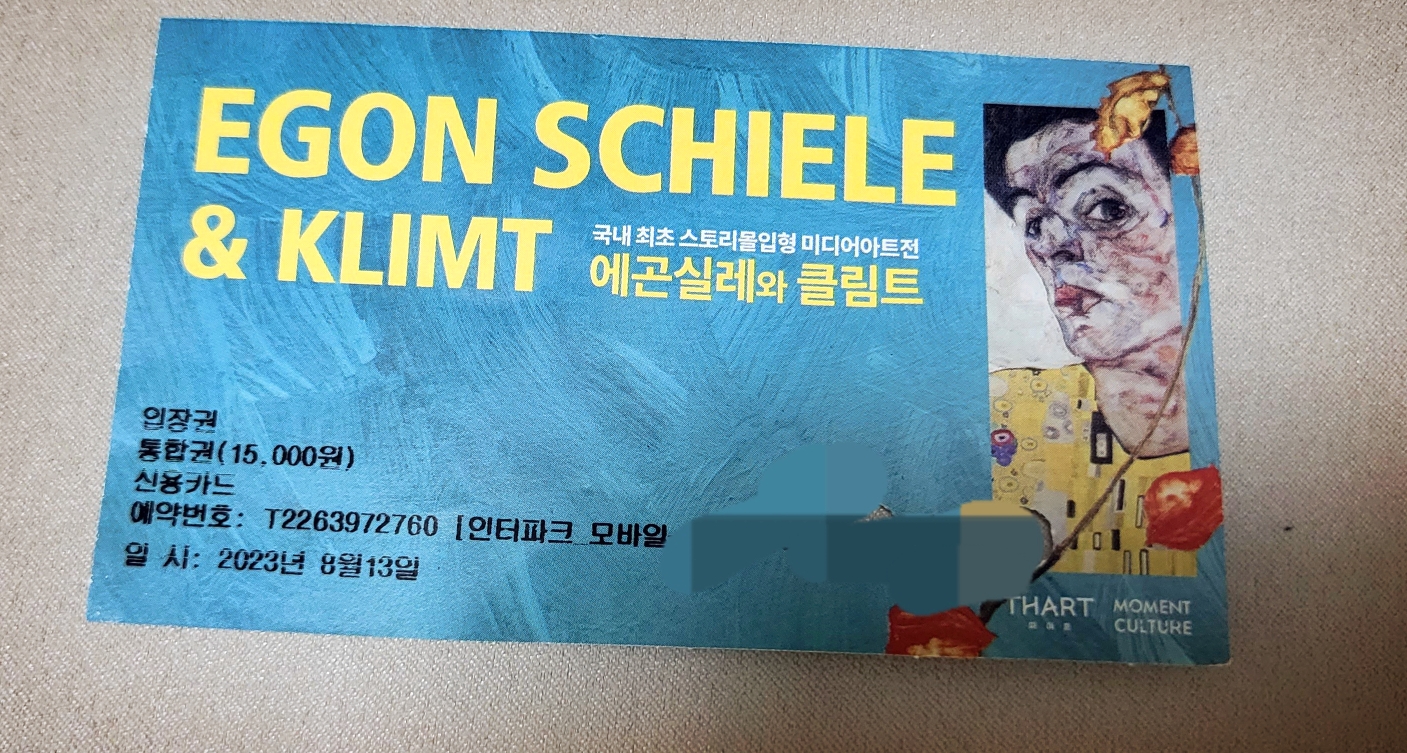 EGON SCHIELE
& KLIMT
국내 최초 스토리몰입형 미디어아트전
에곤실레와 클림트
입장권
통합권(15,000원)
신용카드
예약번호: T2263972760 [인터파크_모바일
일 시: 2023년 8월13일
THART
띠아트
MOMENT
CULTURE